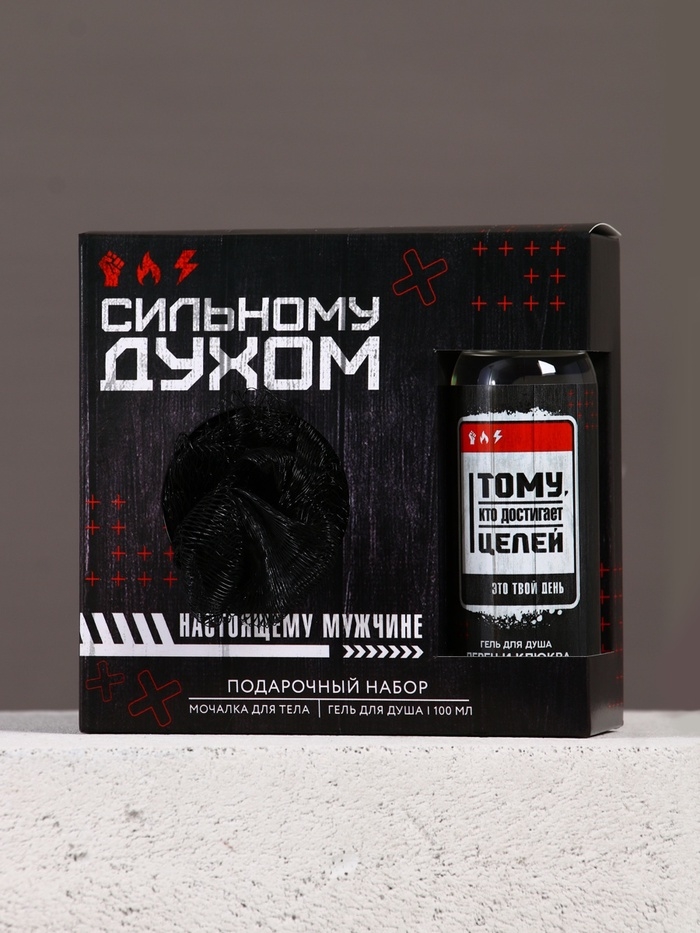 СИЛЬНОМУ
ДУХОМ
НАСТОЯЩЕМУ МУЖЧИНЕ
ПОДАРОЧНЫЙ НАБОР
МОЧАЛКА ДЛЯ ТЕЛА | ГЕЛЬ ДЛЯ ДУША | 100 МЛ
ТОМУ,
КТО ДОСТИГАЕТ
ЦЕЛЕЙ
ЭТО ТВОЙ ДЕНЬ
ГЕЛЬ ДЛЯ ДУША
И КЛЮКВА